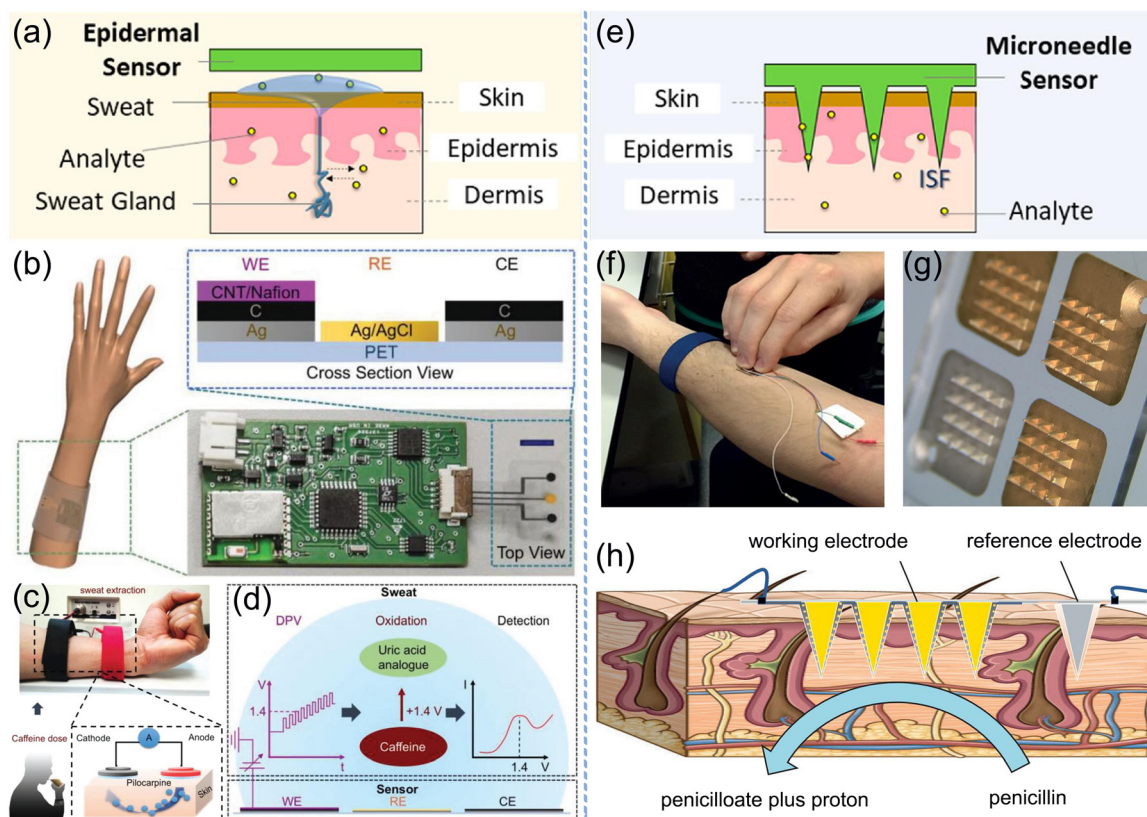 (a)
Epidermal
Sensor
Sweat
Skin
Analyte
Epidermis
Sweat Gland
Dermis
(b)
WE
RE
CE
CNT/Nafion
C
C
Ag
Ag/AgCl
Ag
PET
Cross Section View
Top View
(c)
sweat extraction
Caffeine dose
Cathode
A
Anode
Pilocarpine
Skin
(d)
Sweat
DPV
Oxidation
Detection
Uric acid
analogue
V
1.4
t
+1.4 V
Caffeine
I
1.4
V
Sensor
WE
RE
CE
(e)
Microneedle
Sensor
Skin
Epidermis
ISF
Dermis
Analyte
(f)
(g)
(h)
working electrode
reference electrode
penicilloate plus proton
penicillin